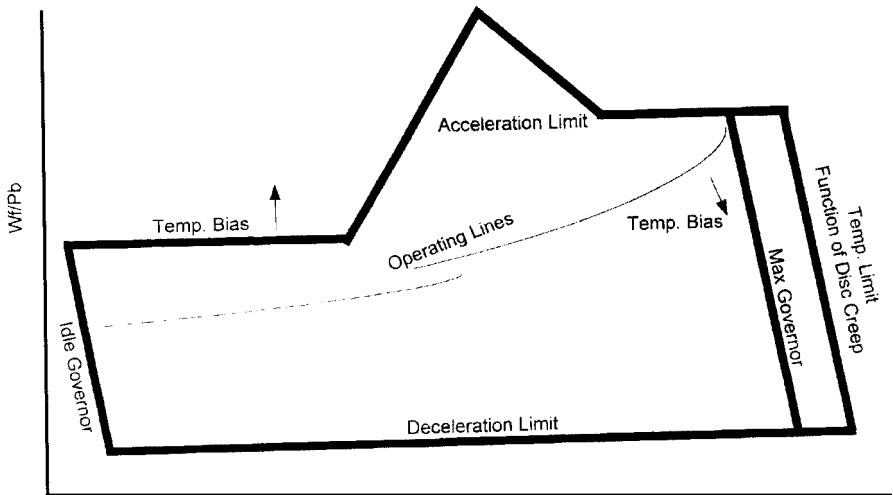 Wf/Pb
Acceleration Limit
Temp. Bias
Operating Lines
Temp. Bias
Idle Governor
Max Governor
Temp. Limit
Function of Disc Creep
Deceleration Limit